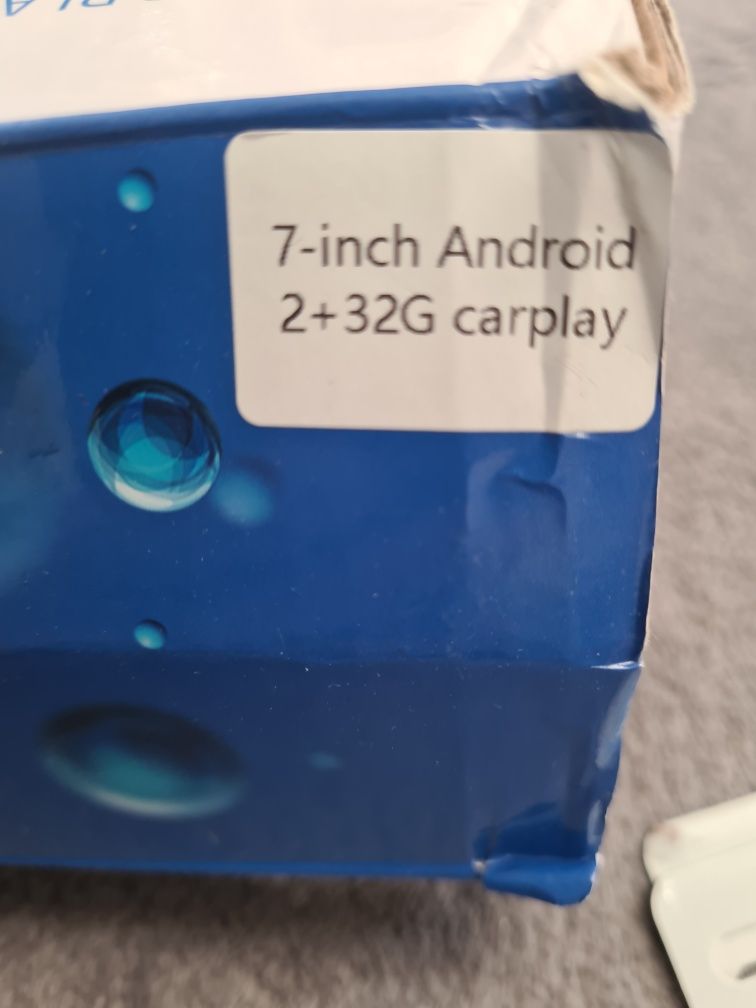 7-inch Android
2+32G carplay